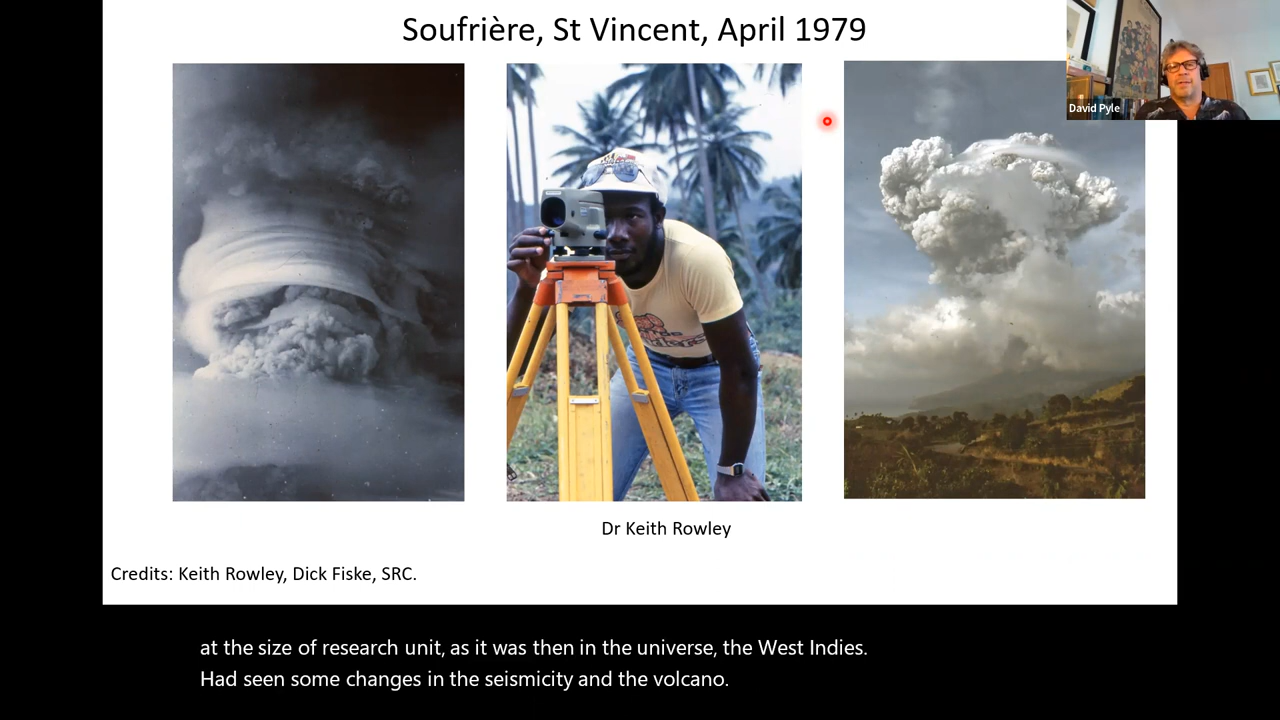 Soufrière, St Vincent, April 1979
David Pyle
Dr Keith Rowley
Credits: Keith Rowley, Dick Fiske, SRC.
at the size of research unit, as it was then in the universe, the West Indies.
Had seen some changes in the seismicity and the volcano.